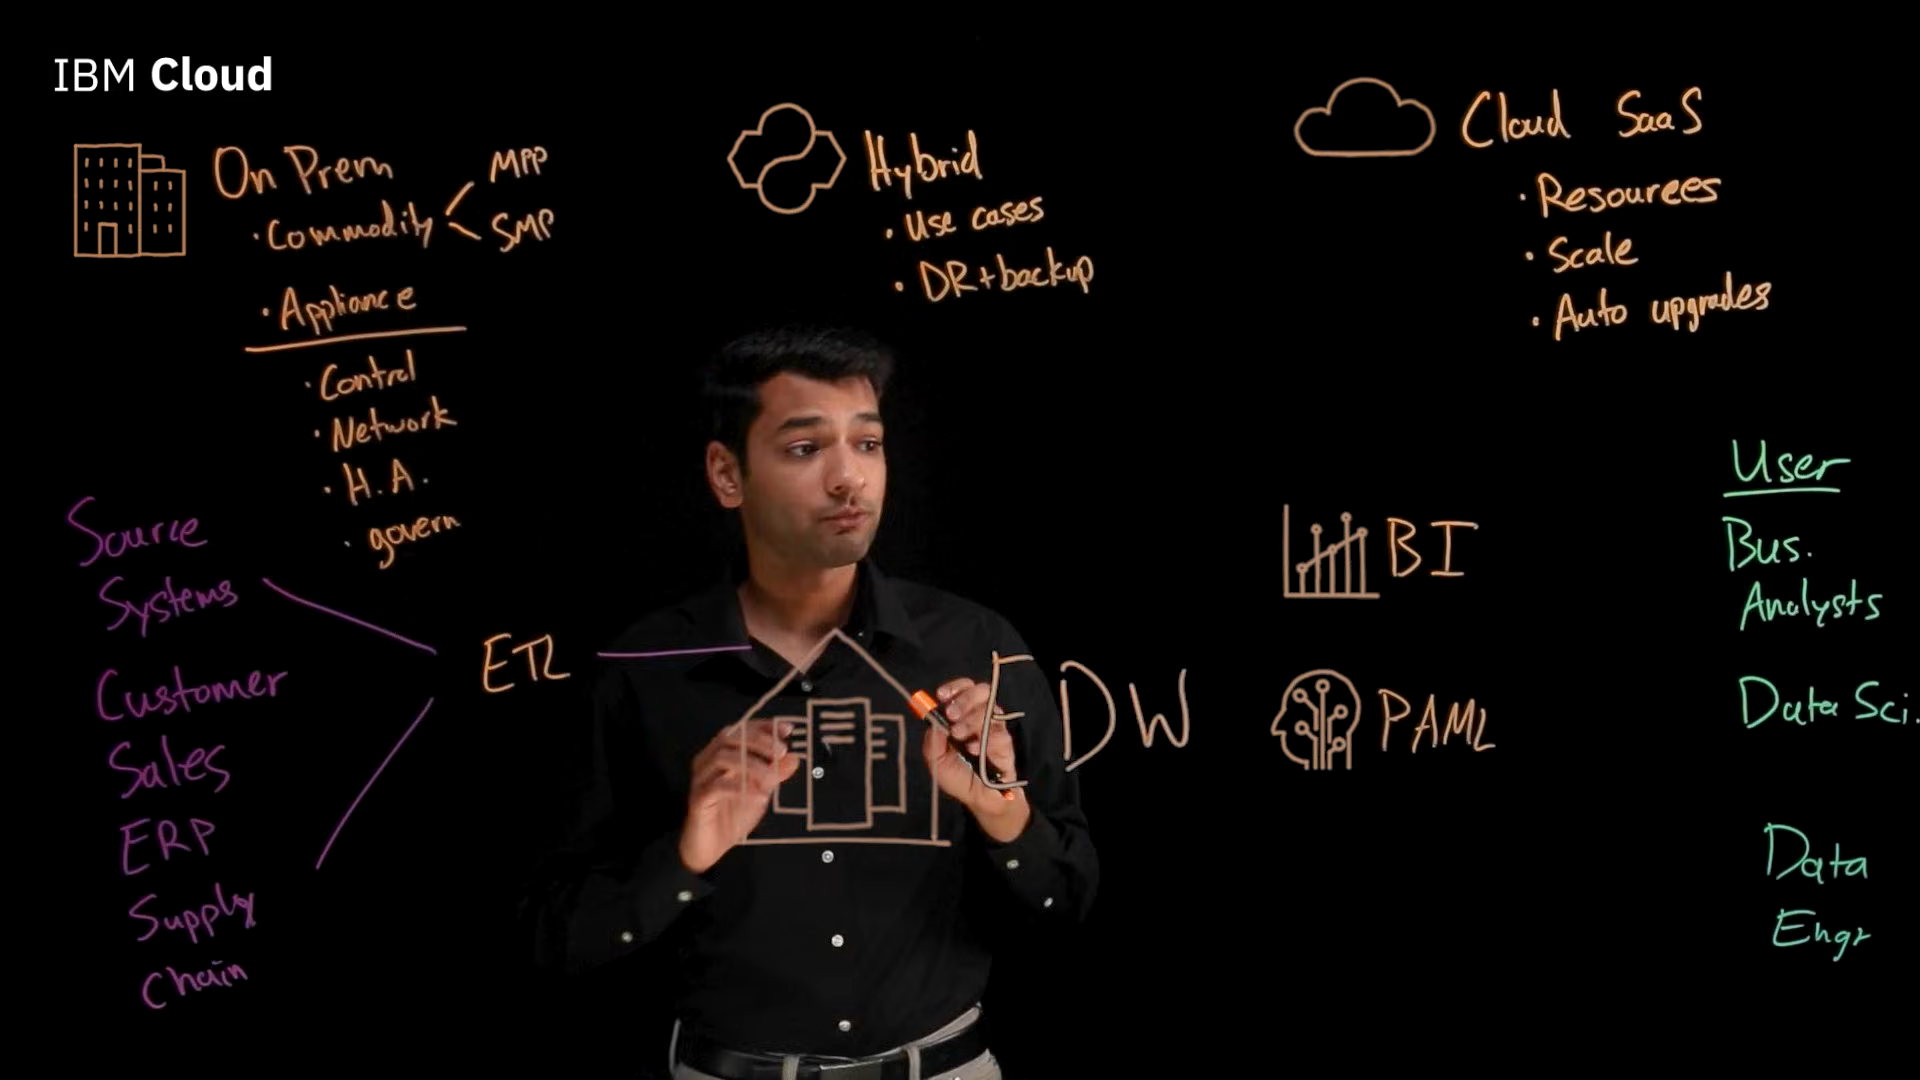 IBM Cloud
On Prem
· Commodity
MPP
SMP
· Appliance
· Control
· Network
· H.A.
· govern
Hybrid
· Use cases
· DR+backup
Cloud SaaS
· Resources
· Scale
· Auto upgrades
Source
Systems
Customer
Sales
ERP
Supply
Chain
ETL
EDW
BI
PAML
User
Bus.
Analysts
Data Sci.
Data
Engr